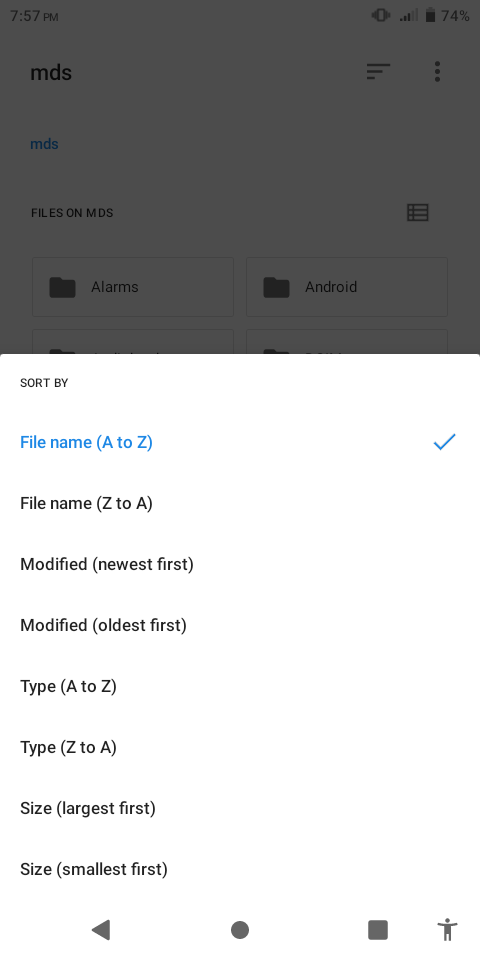 7:57 PM 74%
mds
mds
FILES ON MDS
Alarms Android
SORT BY
File name (A to Z)
File name (Z to A)
Modified (newest first)
Modified (oldest first)
Type (A to Z)
Type (Z to A)
Size (largest first)
Size (smallest first)